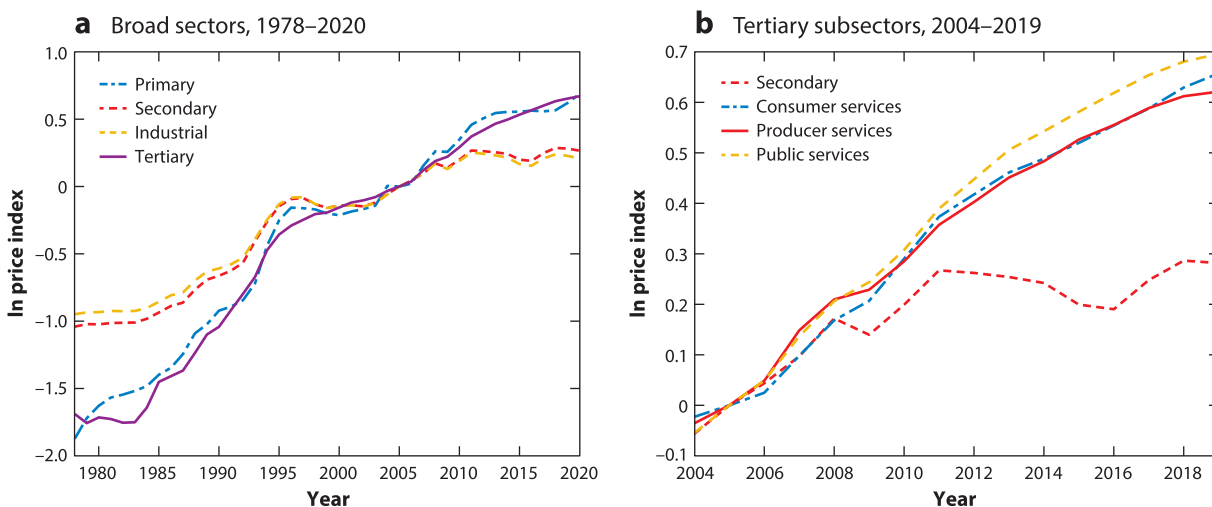 a Broad sectors, 1978–2020
1.0
0.5
0
–0.5
–1.0
–1.5
–2.0
ln price index
Primary
Secondary
Industrial
Tertiary
1980 1985 1990 1995 2000 2005 2010 2015 2020
Year
b Tertiary subsectors, 2004–2019
0.7
0.6
0.5
0.4
0.3
0.2
0.1
0
–0.1
ln price index
Secondary
Consumer services
Producer services
Public services
2004 2006 2008 2010 2012 2014 2016 2018
Year